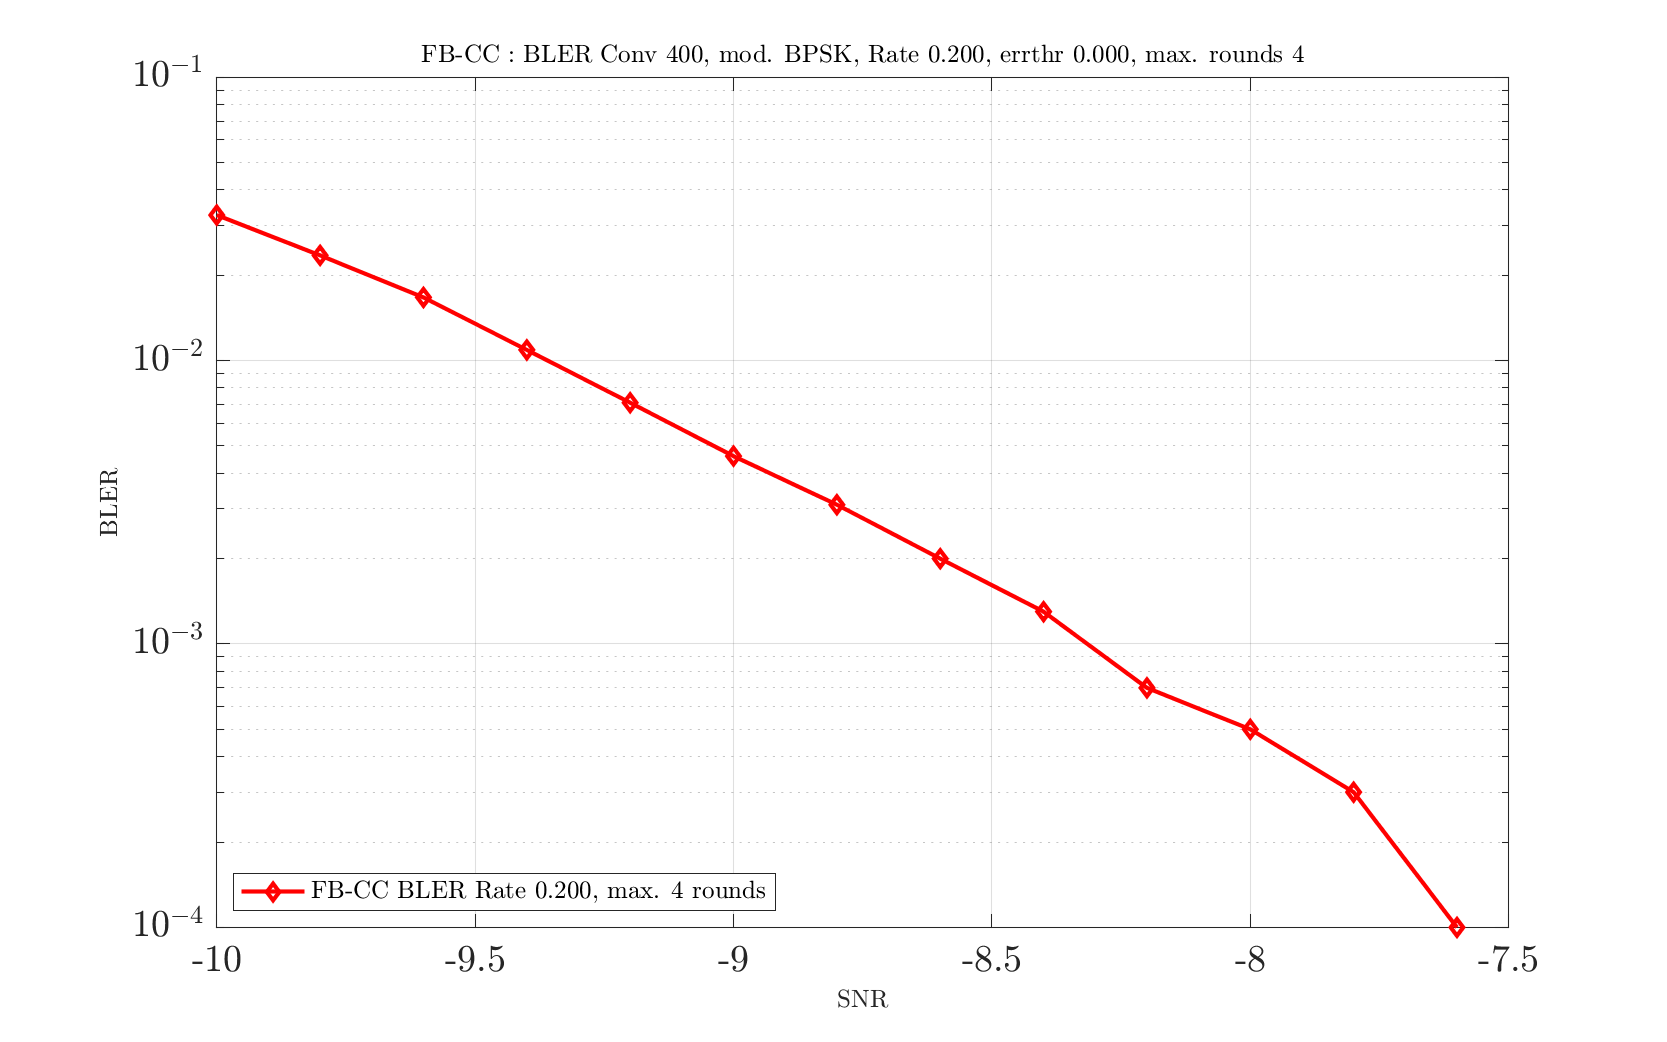 FB-CC : BLER Conv 400, mod. BPSK, Rate 0.200, errthr 0.000, max. rounds 4
10^{-1}
10^{-2}
10^{-3}
10^{-4}
BLER
FB-CC BLER Rate 0.200, max. 4 rounds
-10 -9.5 -9 -8.5 -8 -7.5
SNR